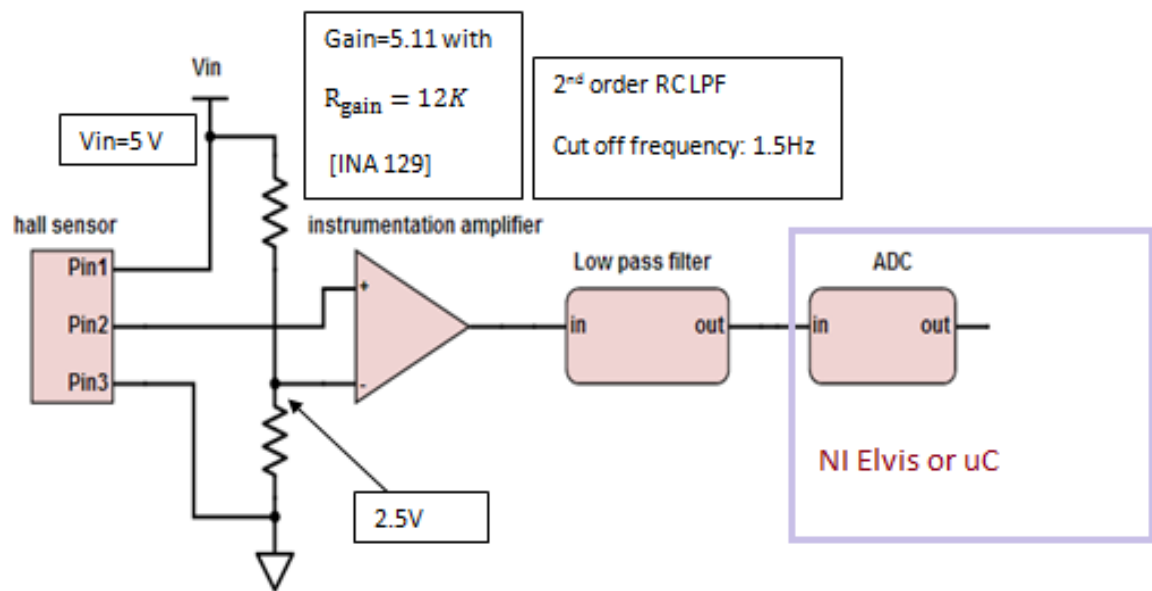 Gain=5.11 with
R_gain = 12K
[INA 129]
2nd order RC LPF
Cut off frequency: 1.5Hz
Vin
Vin=5 V
hall sensor
Pin1
Pin2
Pin3
instrumentation amplifier
+
-
Low pass filter
in
out
ADC
in
out
2.5V
NI Elvis or uC